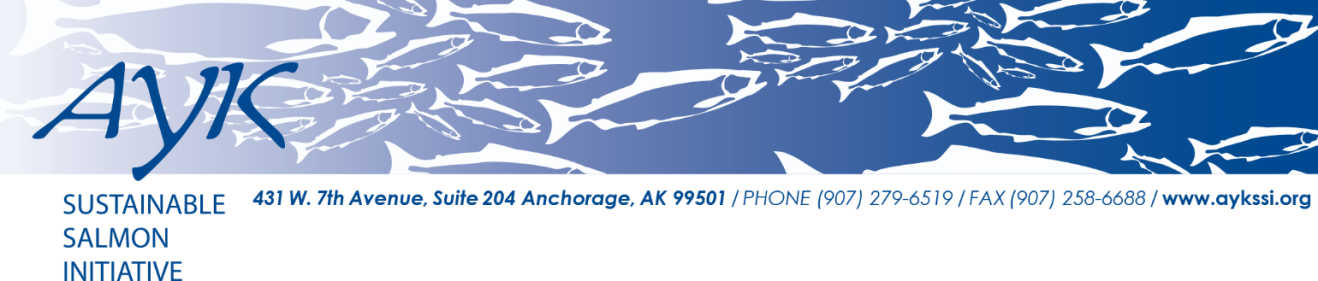 AYK
SUSTAINABLE
SALMON
INITIATIVE
431 W. 7th Avenue, Suite 204 Anchorage, AK 99501 / PHONE (907) 279-6519 / FAX (907) 258-6688 / www.aykssi.org